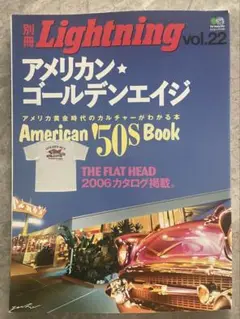 別冊 Lightning vol.22
アメリカン★
ゴールデンエイジ
アメリカ黄金時代のカルチャーがわかる本
American '50s Book
THE FLAT HEAD
2006カタログ掲載。